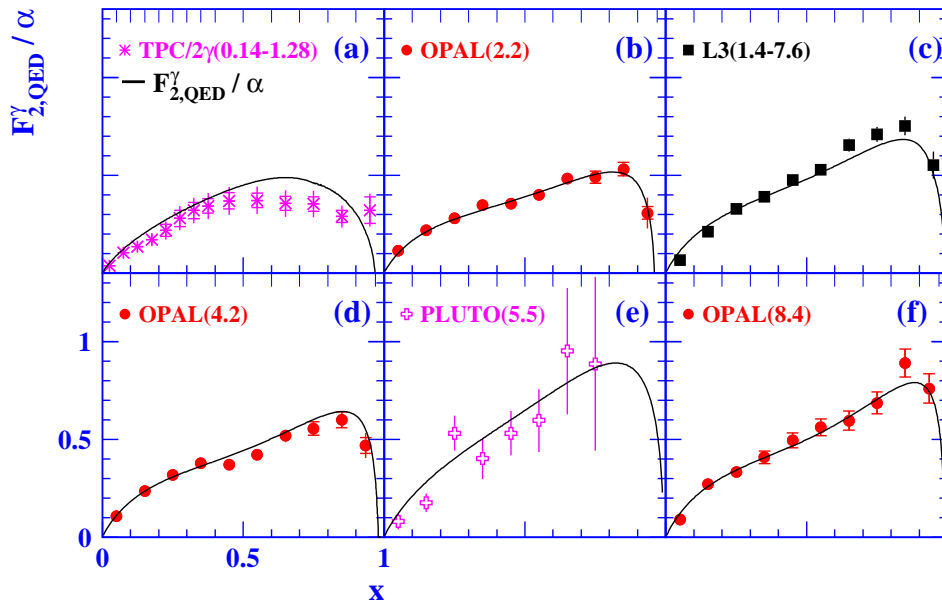 F^γ_{2,QED} / α
TPC/2γ(0.14-1.28) (a)
F^γ_{2,QED} / α
OPAL(2.2) (b)
L3(1.4-7.6) (c)
OPAL(4.2) (d)
PLUTO(5.5) (e)
OPAL(8.4) (f)
1
0.5
0
0 0.5 1
x